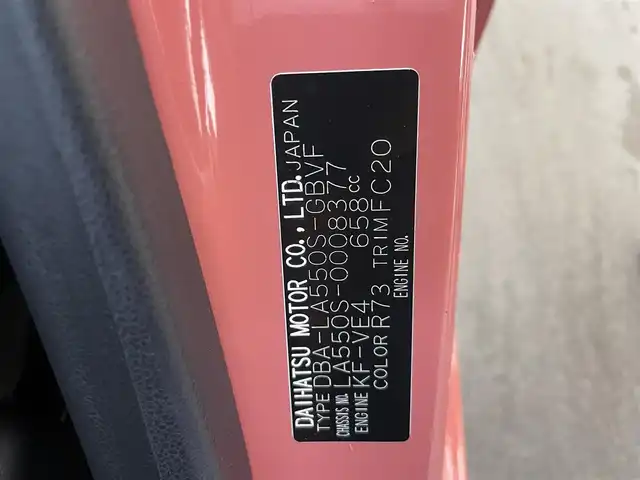 DAIHATSU MOTOR CO., LTD. JAPAN
TYPE DBA-LA550S-GBVF
CHASSIS NO. LA550S-0008377
ENGINE KF-VE4 658cc
COLOR R73 TRIM FC20
ENGINE NO.